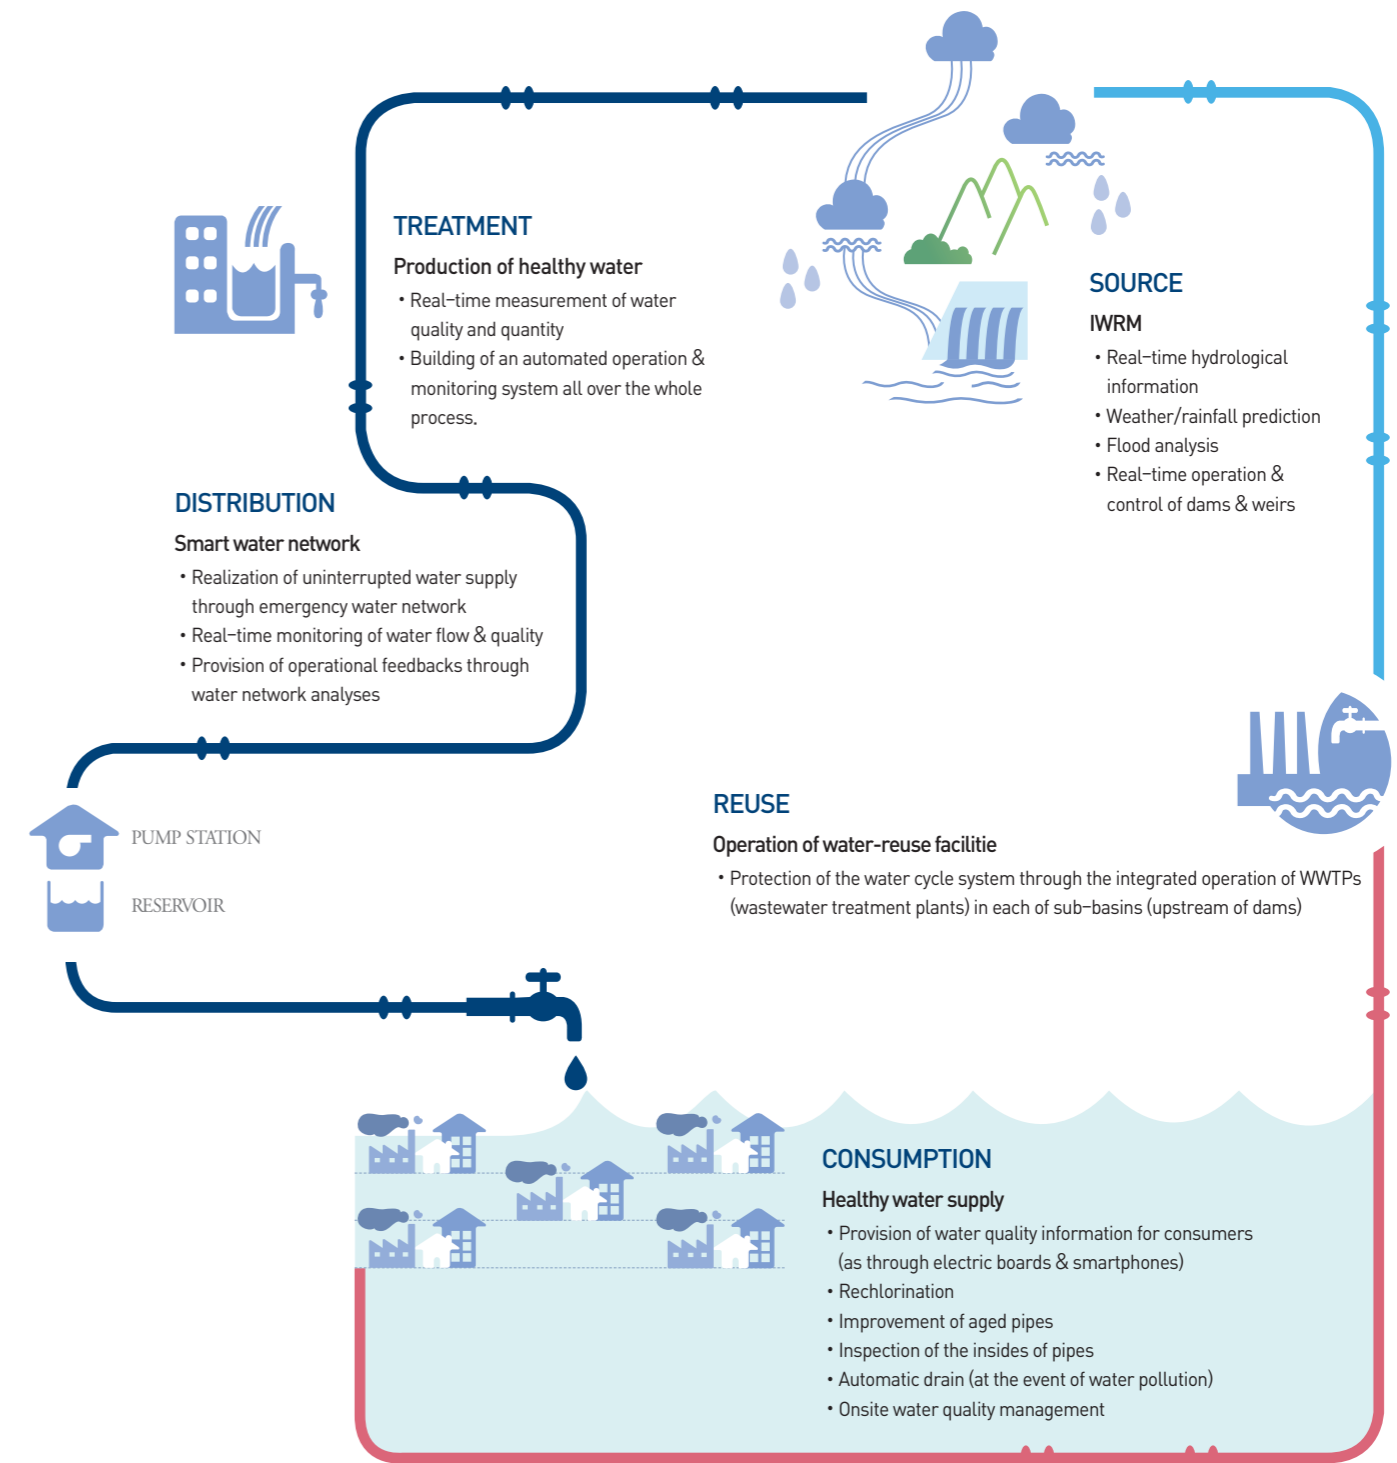 TREATMENT
Production of healthy water
• Real-time measurement of water
quality and quantity
• Building of an automated operation &
monitoring system all over the whole
process.
SOURCE
IWRM
• Real-time hydrological
information
• Weather/rainfall prediction
• Flood analysis
• Real-time operation &
control of dams & weirs
DISTRIBUTION
Smart water network
• Realization of uninterrupted water supply
through emergency water network
• Real-time monitoring of water flow & quality
• Provision of operational feedbacks through
water network analyses
PUMP STATION
RESERVOIR
REUSE
Operation of water-reuse facilitie
• Protection of the water cycle system through the integrated operation of WWTPs
(wastewater treatment plants) in each of sub-basins (upstream of dams)
CONSUMPTION
Healthy water supply
• Provision of water quality information for consumers
(as through electric boards & smartphones)
• Rechlorination
• Improvement of aged pipes
• Inspection of the insides of pipes
• Automatic drain (at the event of water pollution)
• Onsite water quality management